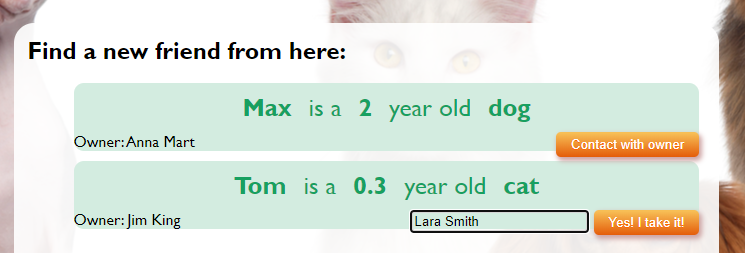 Find a new friend from here:
Max is a 2 year old dog
Owner: Anna Mart Contact with owner
Tom is a 0.3 year old cat
Owner: Jim King Lara Smith Yes! I take it!